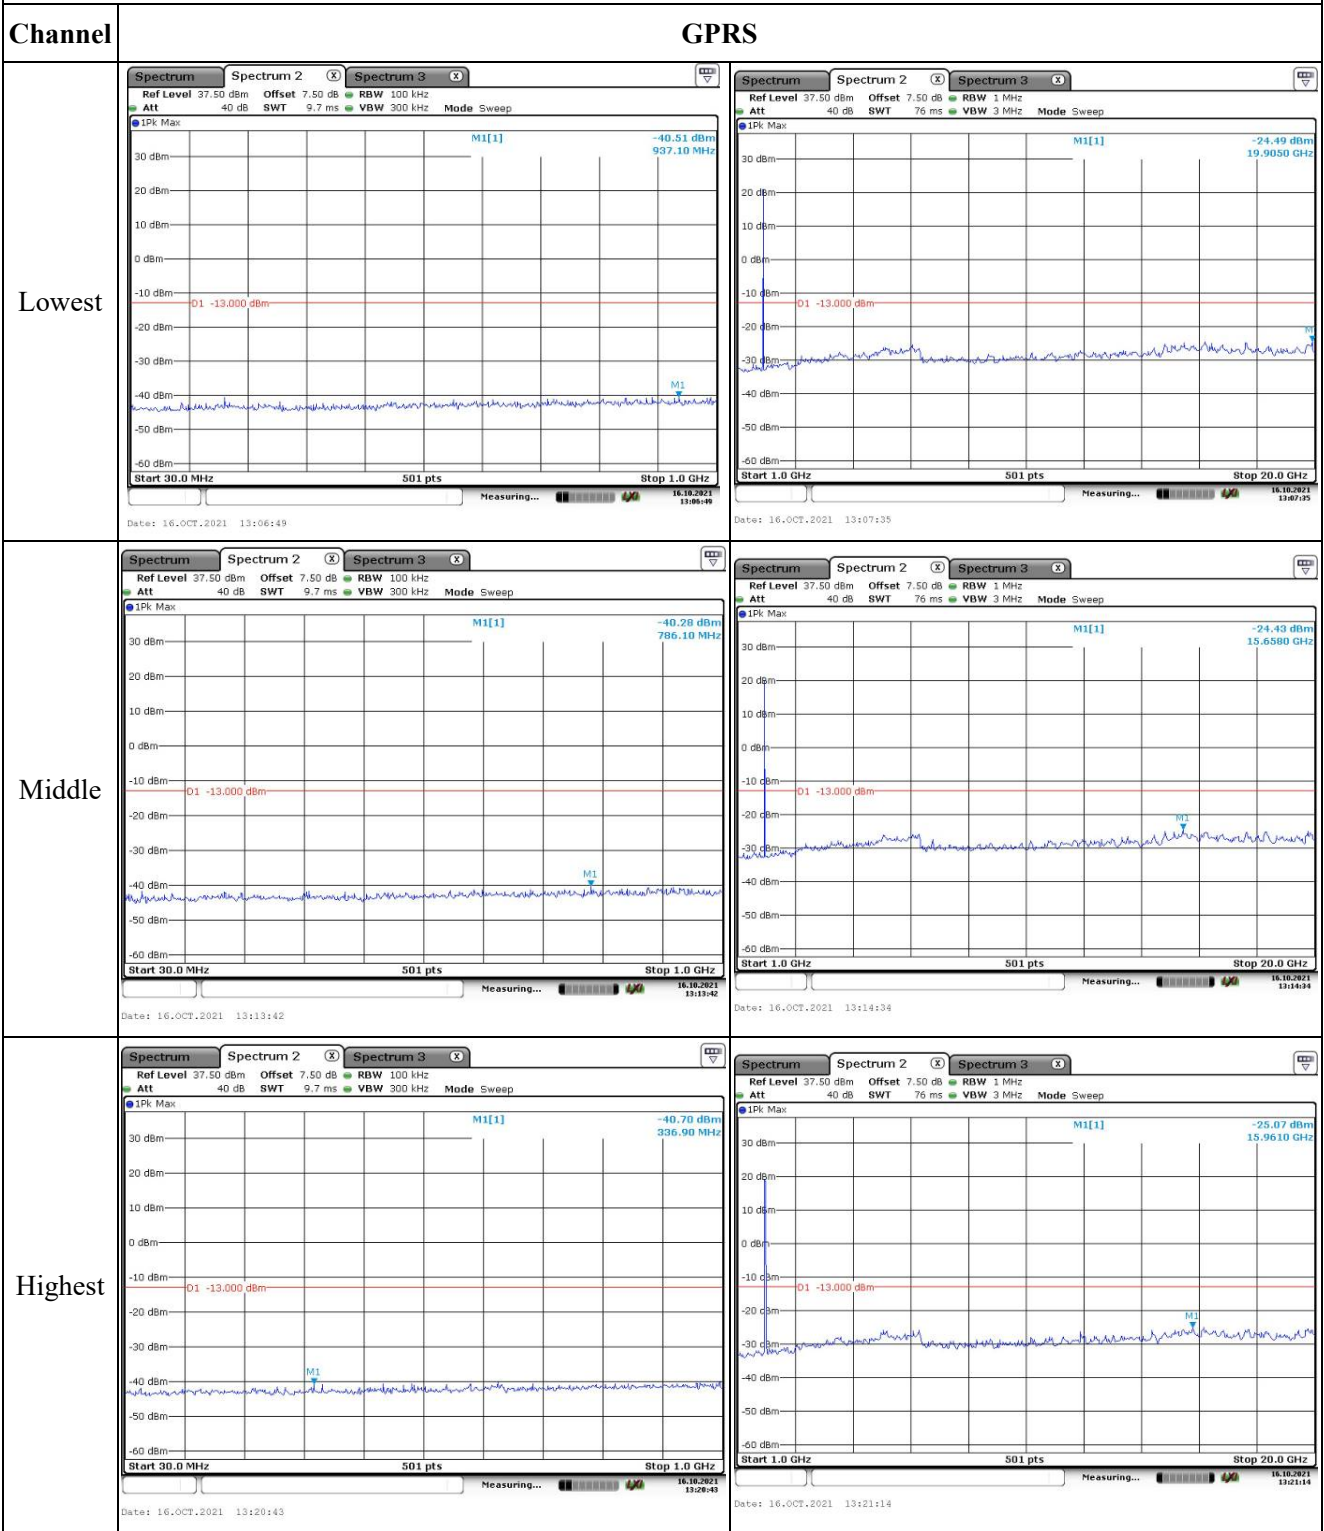 Channel GPRS
Lowest
Spectrum Spectrum 2 X Spectrum 3 X
Ref Level 37.50 dBm Offset 7.50 dB RBW 100 kHz
Att 40 dB SWT 9.7 ms VBW 300 kHz Mode Sweep
1Pk Max
M1[1] -40.51 dBm
937.10 MHz
30 dBm
20 dBm
10 dBm
0 dBm
-10 dBm
D1 -13.000 dBm
-20 dBm
-30 dBm
-40 dBm
M1
-50 dBm
-60 dBm
Start 30.0 MHz 501 pts Stop 1.0 GHz
Measuring... 16.10.2021
13:06:49
Date: 16.OCT.2021 13:06:49
Spectrum Spectrum 2 X Spectrum 3 X
Ref Level 37.50 dBm Offset 7.50 dB RBW 1 MHz
Att 40 dB SWT 76 ms VBW 3 MHz Mode Sweep
1Pk Max
M1[1] -24.49 dBm
19.9050 GHz
30 dBm
20 dBm
10 dBm
0 dBm
-10 dBm
D1 -13.000 dBm
-20 dBm
M
-30 dBm
-40 dBm
-50 dBm
-60 dBm
Start 1.0 GHz 501 pts Stop 20.0 GHz
Measuring... 16.10.2021
13:07:35
Date: 16.OCT.2021 13:07:35
Middle
Spectrum Spectrum 2 X Spectrum 3 X
Ref Level 37.50 dBm Offset 7.50 dB RBW 100 kHz
Att 40 dB SWT 9.7 ms VBW 300 kHz Mode Sweep
1Pk Max
M1[1] -40.28 dBm
786.10 MHz
30 dBm
20 dBm
10 dBm
0 dBm
-10 dBm
D1 -13.000 dBm
-20 dBm
-30 dBm
M1
-40 dBm
-50 dBm
-60 dBm
Start 30.0 MHz 501 pts Stop 1.0 GHz
Measuring... 16.10.2021
13:13:42
Date: 16.OCT.2021 13:13:42
Spectrum Spectrum 2 X Spectrum 3 X
Ref Level 37.50 dBm Offset 7.50 dB RBW 1 MHz
Att 40 dB SWT 76 ms VBW 3 MHz Mode Sweep
1Pk Max
M1[1] -24.43 dBm
15.6580 GHz
30 dBm
20 dBm
10 dBm
0 dBm
-10 dBm
D1 -13.000 dBm
-20 dBm
M1
-30 dBm
-40 dBm
-50 dBm
-60 dBm
Start 1.0 GHz 501 pts Stop 20.0 GHz
Measuring... 16.10.2021
13:14:34
Date: 16.OCT.2021 13:14:34
Highest
Spectrum Spectrum 2 X Spectrum 3 X
Ref Level 37.50 dBm Offset 7.50 dB RBW 100 kHz
Att 40 dB SWT 9.7 ms VBW 300 kHz Mode Sweep
1Pk Max
M1[1] -40.70 dBm
336.90 MHz
30 dBm
20 dBm
10 dBm
0 dBm
-10 dBm
D1 -13.000 dBm
-20 dBm
-30 dBm
M1
-40 dBm
-50 dBm
-60 dBm
Start 30.0 MHz 501 pts Stop 1.0 GHz
Measuring... 16.10.2021
13:20:43
Date: 16.OCT.2021 13:20:43
Spectrum Spectrum 2 X Spectrum 3 X
Ref Level 37.50 dBm Offset 7.50 dB RBW 1 MHz
Att 40 dB SWT 76 ms VBW 3 MHz Mode Sweep
1Pk Max
M1[1] -25.07 dBm
15.9610 GHz
30 dBm
20 dBm
10 dBm
0 dBm
-10 dBm
D1 -13.000 dBm
-20 dBm
M1
-30 dBm
-40 dBm
-50 dBm
-60 dBm
Start 1.0 GHz 501 pts Stop 20.0 GHz
Measuring... 16.10.2021
13:21:14
Date: 16.OCT.2021 13:21:14